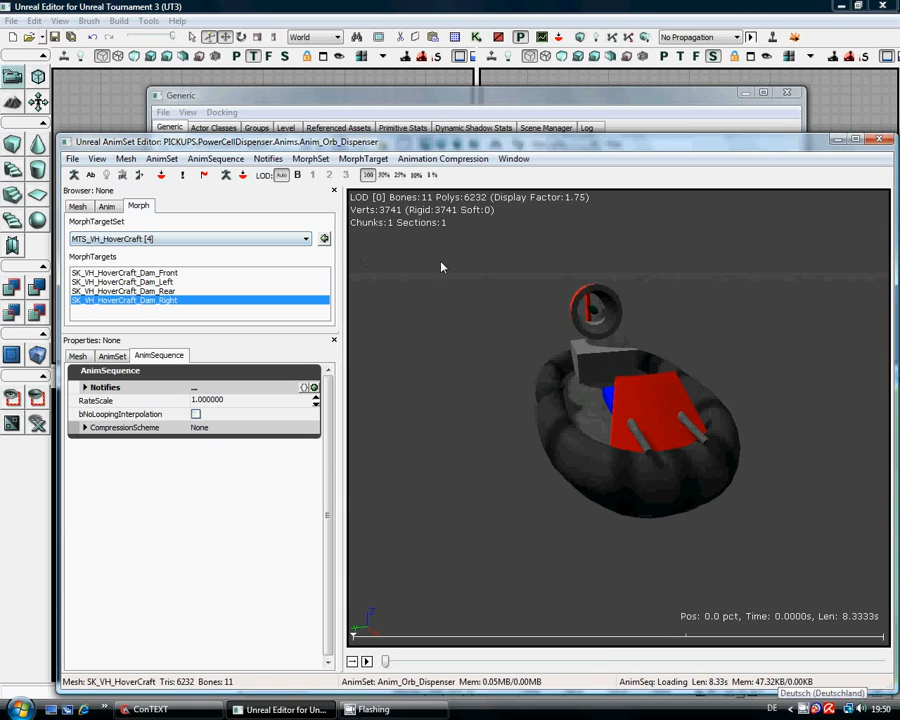 Unreal Editor for Unreal Tournament 3 (UT3)
File Edit View Brush Build Tools Help
World
No Propagation
P T F S P T F S
Generic
File View Docking
Generic Actor Classes Groups Level Referenced Assets Primitive Stats Dynamic Shadow Stats Scene Manager Log
Unreal AnimSet Editor: PICKUPS.PowerCellDispenser.Anims.Anim_Orb_Dispenser
File View Mesh AnimSet AnimSequence Notifies MorphSet MorphTarget Animation Compression Window
LOD: Auto B 1 2 3 100 50% 25% 10% 1%
Browser: None
Mesh Anim Morph
MorphTargetSet
MTS_VH_HoverCraft [4]
MorphTargets
SK_VH_HoverCraft_Dam_Front
SK_VH_HoverCraft_Dam_Left
SK_VH_HoverCraft_Dam_Rear
SK_VH_HoverCraft_Dam_Right
Properties: None
Mesh AnimSet AnimSequence
AnimSequence
Notifies ...
RateScale 1.000000
bNoLoopingInterpolation
CompressionScheme None
LOD [0] Bones:11 Polys:6232 (Display Factor:1.75)
Verts:3741 (Rigid:3741 Soft:0)
Chunks:1 Sections:1
Z
Pos: 0.0 pct, Time: 0.0000s, Len: 8.3333s
Mesh: SK_VH_HoverCraft Tris: 6232 Bones: 11
AnimSet: Anim_Orb_Dispenser Mem: 0.05MB/0.00MB
AnimSeq: Loading Len: 8.33s Mem: 47.32KB/0.00KB
Deutsch (Deutschland)
ConTEXT
Unreal Editor for Un...
Flashing
DE
19:50